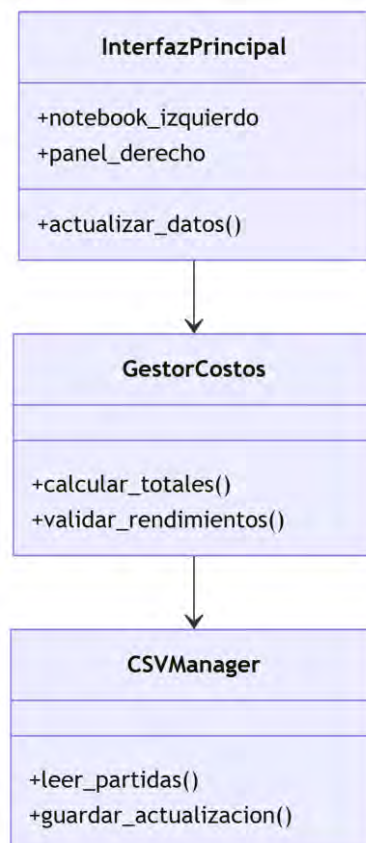 InterfazPrincipal
+notebook_izquierdo
+panel_derecho
+actualizar_datos()
GestorCostos
+calcular_totales()
+validar_rendimientos()
CSVManager
+leer_partidas()
+guardar_actualizacion()